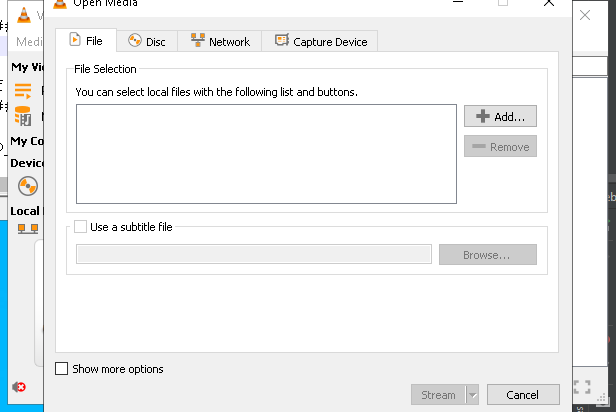 Open Media
Medi
File
Disc
Network
Capture Device
My Vi
File Selection
You can select local files with the following list and buttons.
Add...
Remove
My Co
Device
Local
Use a subtitle file
Browse...
Show more options
Stream
Cancel